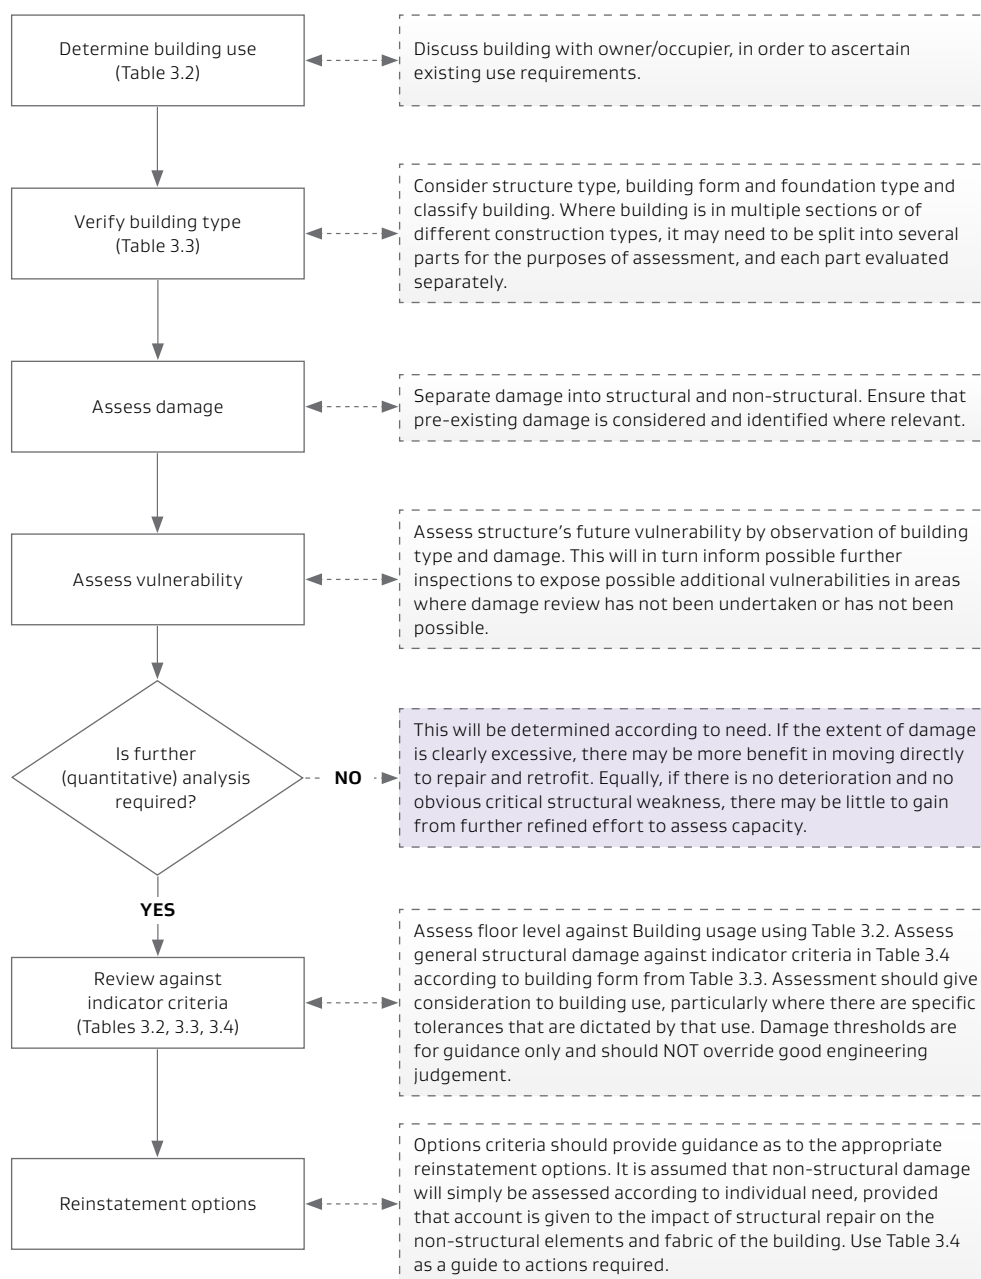 Determine building use
(Table 3.2)
Discuss building with owner/occupier, in order to ascertain
existing use requirements.
Verify building type
(Table 3.3)
Consider structure type, building form and foundation type and
classify building. Where building is in multiple sections or of
different construction types, it may need to be split into several
parts for the purposes of assessment, and each part evaluated
separately.
Assess damage
Separate damage into structural and non-structural. Ensure that
pre-existing damage is considered and identified where relevant.
Assess vulnerability
Assess structure's future vulnerability by observation of building
type and damage. This will in turn inform possible further
inspections to expose possible additional vulnerabilities in areas
where damage review has not been undertaken or has not been
possible.
Is further
(quantitative) analysis
required?
NO
This will be determined according to need. If the extent of damage
is clearly excessive, there may be more benefit in moving directly
to repair and retrofit. Equally, if there is no deterioration and no
obvious critical structural weakness, there may be little to gain
from further refined effort to assess capacity.
YES
Review against
indicator criteria
(Tables 3.2, 3.3, 3.4)
Assess floor level against Building usage using Table 3.2. Assess
general structural damage against indicator criteria in Table 3.4
according to building form from Table 3.3. Assessment should give
consideration to building use, particularly where there are specific
tolerances that are dictated by that use. Damage thresholds are
for guidance only and should NOT override good engineering
judgement.
Reinstatement options
Options criteria should provide guidance as to the appropriate
reinstatement options. It is assumed that non-structural damage
will simply be assessed according to individual need, provided
that account is given to the impact of structural repair on the
non-structural elements and fabric of the building. Use Table 3.4
as a guide to actions required.